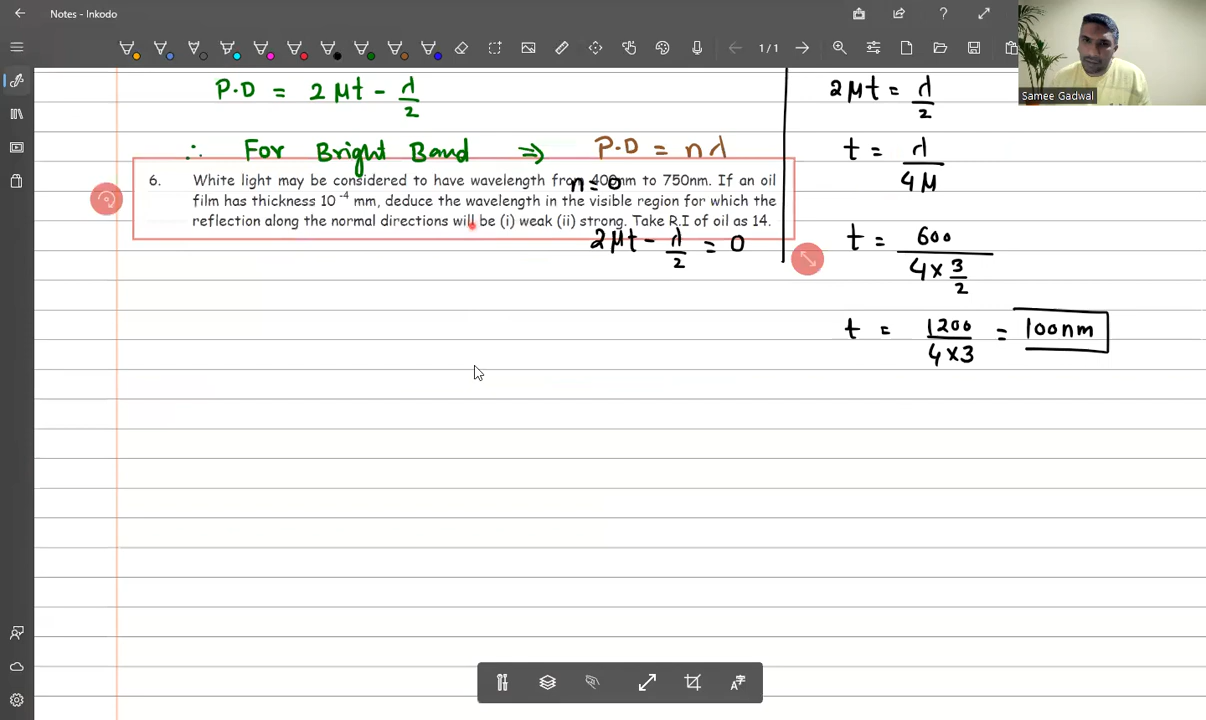 Notes - Inkodo
1/1
Samee Gadwal
P.D = 2 μt - λ/2
∴ For Bright Band ⇒ P.D = nλ
n = 0
2μt - λ/2 = 0
6. White light may be considered to have wavelength from 400nm to 750nm. If an oil
film has thickness 10⁻⁴ mm, deduce the wavelength in the visible region for which the
reflection along the normal directions will be (i) weak (ii) strong. Take R.I of oil as 14.
2μt = λ/2
t = λ/4μ
t = 600/(4 × 3/2)
t = 1200/(4 × 3) = 100nm